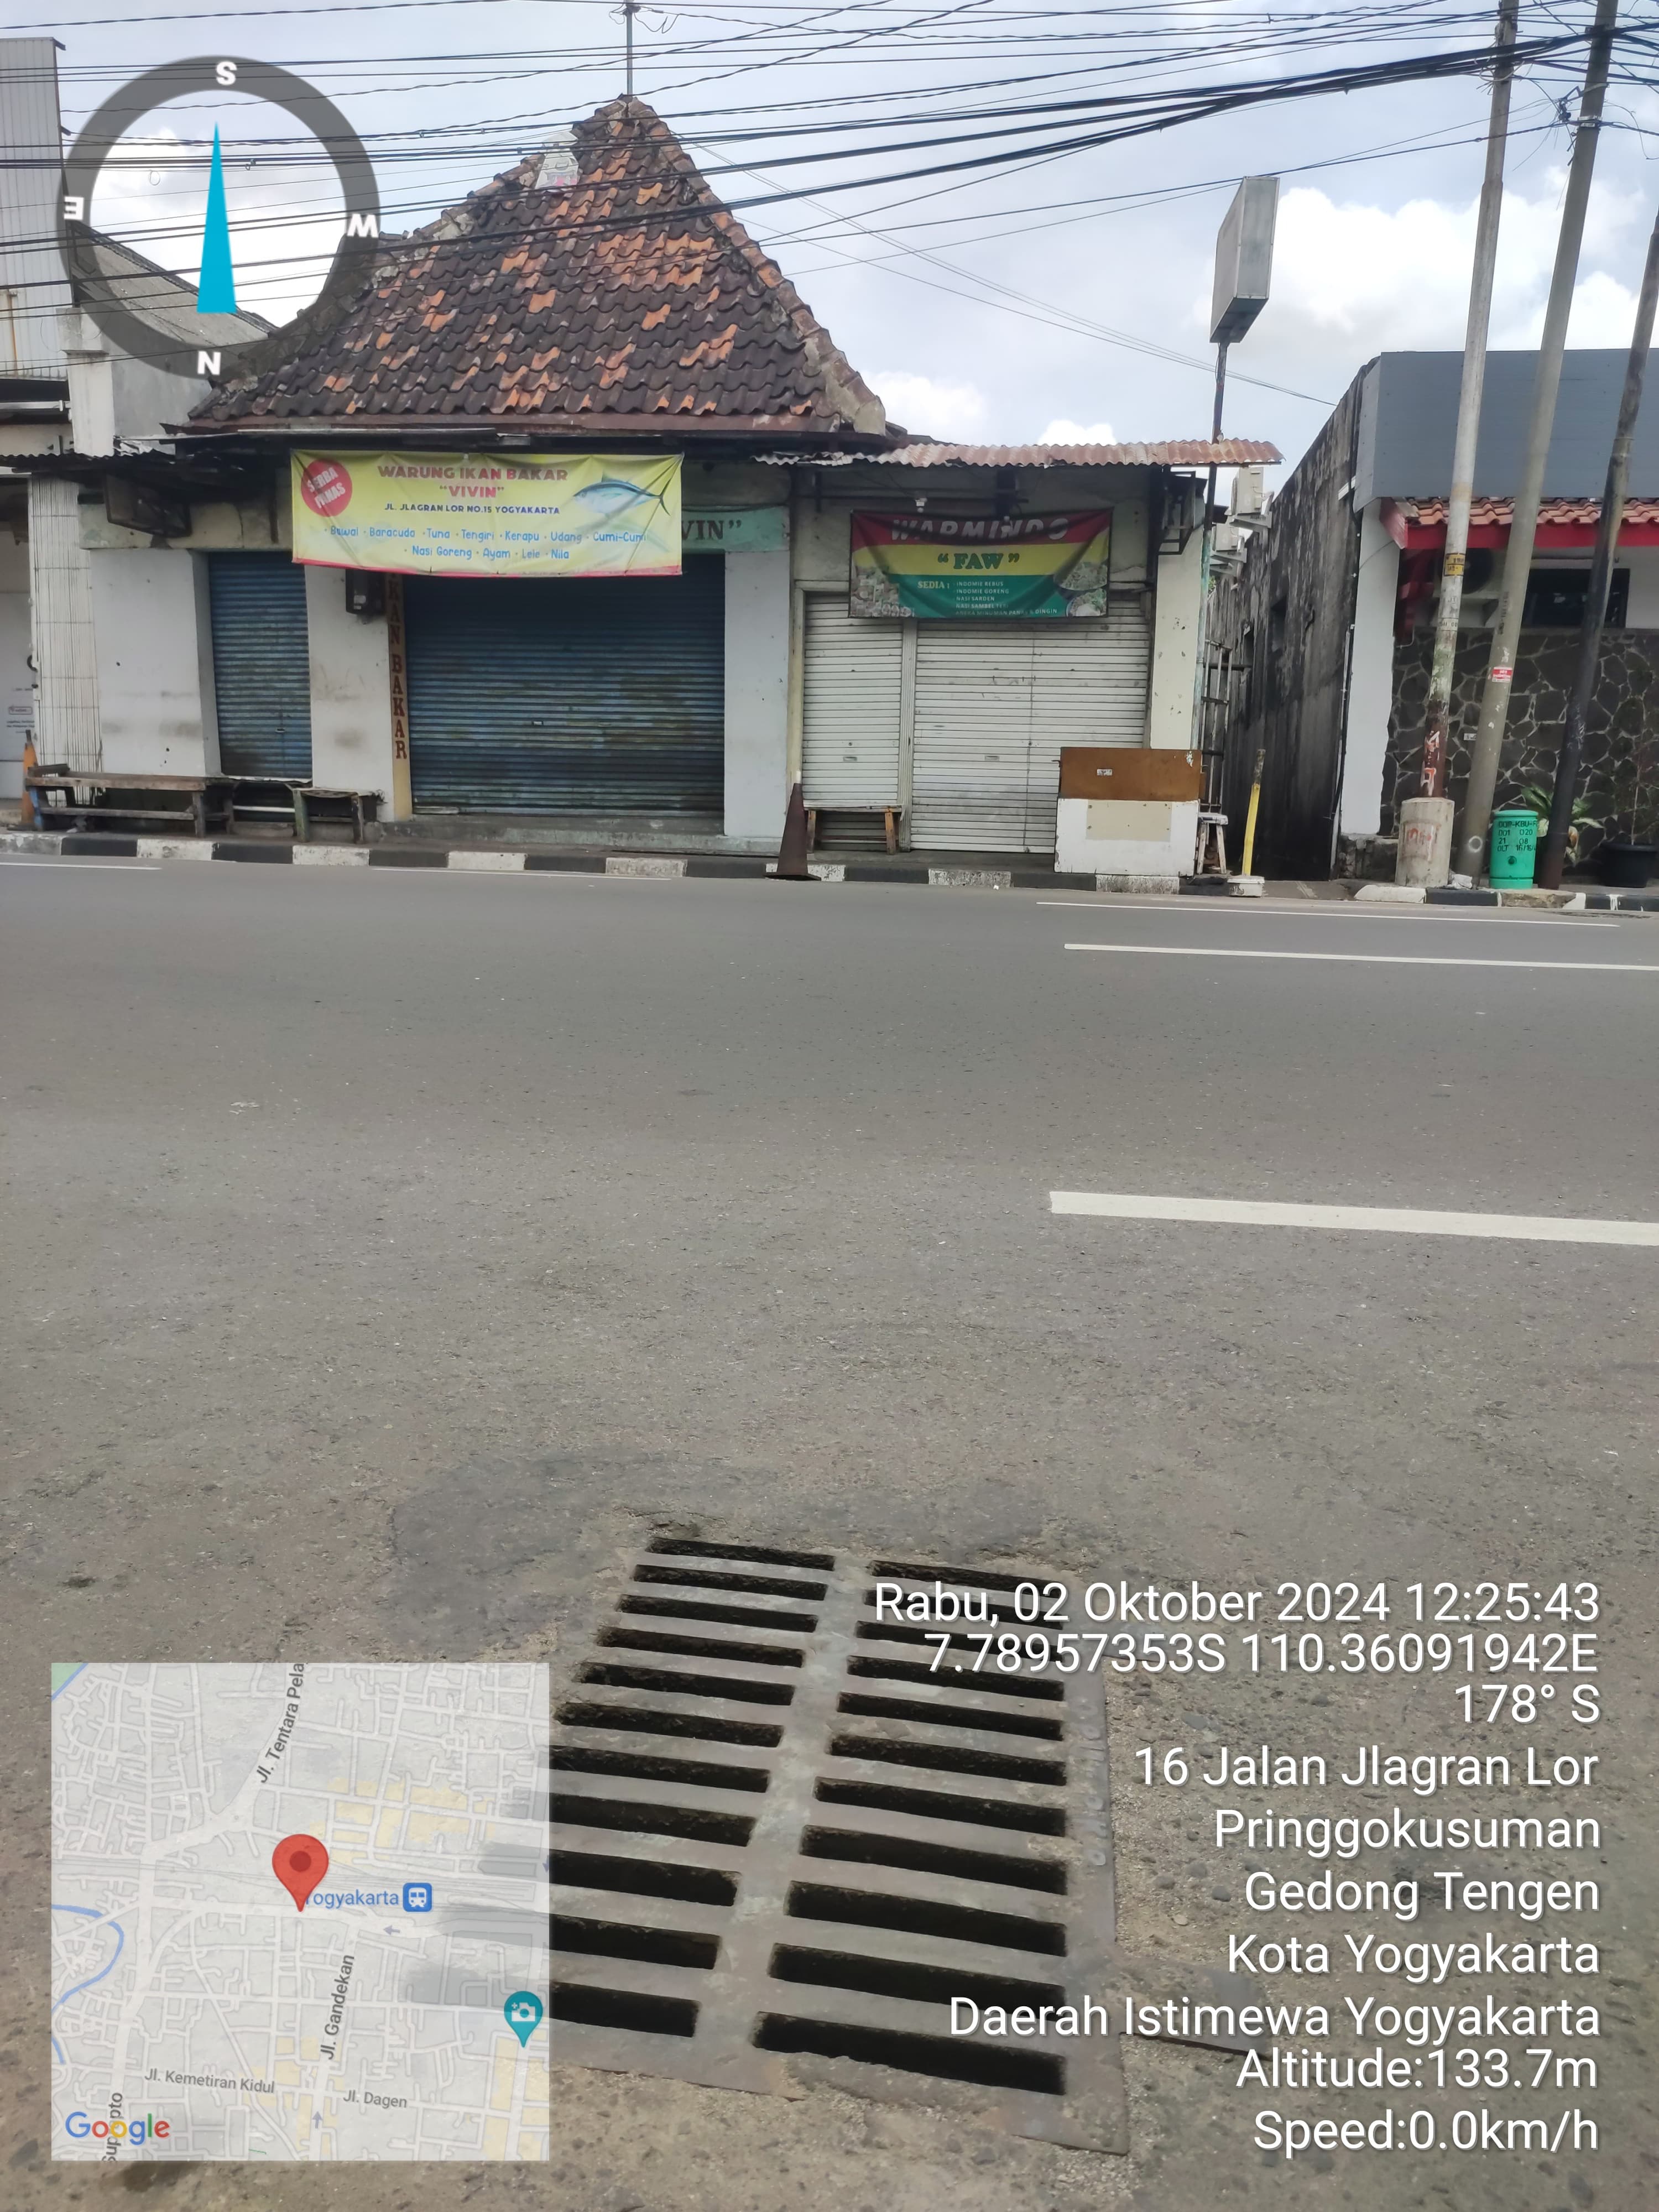 S
E
W
N
SERBA
PANAS
WARUNG IKAN BAKAR
"VIVIN"
JL. JLAGRAN LOR NO.15 YOGYAKARTA
• Bawal • Baracuda • Tuna • Tengiri • Kerapu • Udang • Cumi-Cumi
• Nasi Goreng • Ayam • Lele • Nila
VIN"
KAN BAKAR
WARMINDO
"FAW"
SEDIA :
INDOMIE REBUS
INDOMIE GORENG
NASI SARDEN
Rabu, 02 Oktober 2024 12:25:43
7.78957353S 110.36091942E
178° S
16 Jalan Jlagran Lor
Pringgokusuman
Gedong Tengen
Kota Yogyakarta
Daerah Istimewa Yogyakarta
Altitude:133.7m
Speed:0.0km/h
Jl. Tentara Pela
Yogyakarta
Jl. Gandekan
Jl. Kemetiran Kidul
Jl. Dagen
Google